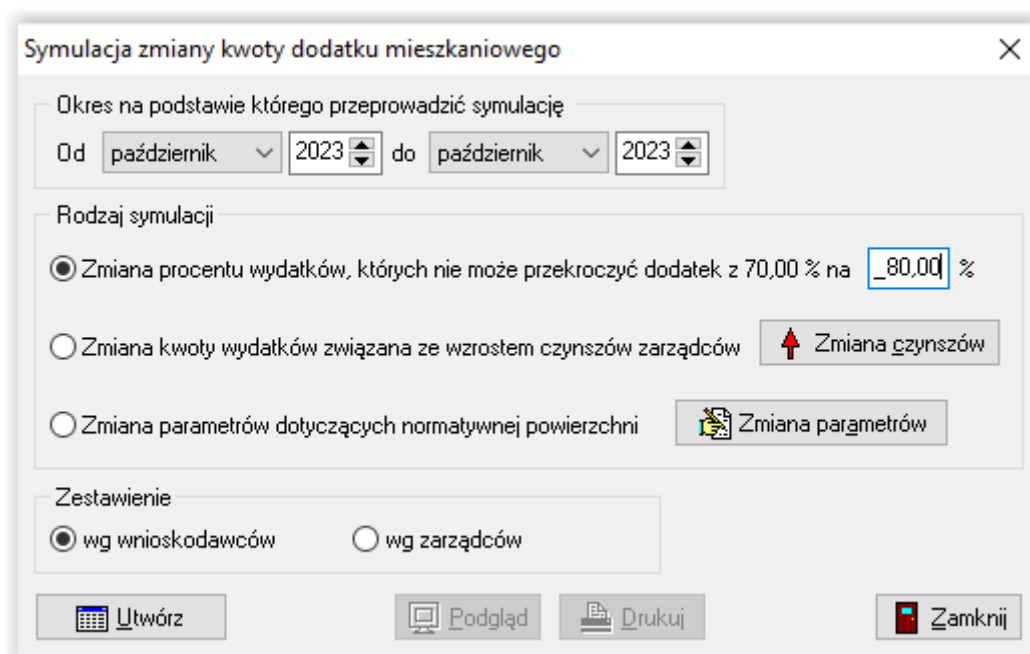 Symulacja zmiany kwoty dodatku mieszkaniowego
Okres na podstawie którego przeprowadzić symulację
Od październik 2023 do październik 2023
Rodzaj symulacji
Zmiana procentu wydatków, których nie może przekroczyć dodatek z 70,00 % na _80,00 %
Zmiana kwoty wydatków związana ze wzrostem czynszów zarządców Zmiana czynszów
Zmiana parametrów dotyczących normatywnej powierzchni Zmiana parametrów
Zestawienie
wg wnioskodawców wg zarządców
Utwórz Podgląd Drukuj Zamknij